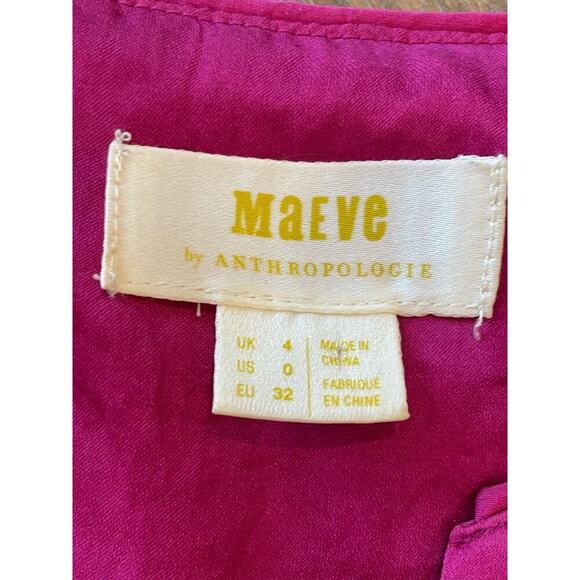 MaEve
by ANTHROPOLOGIE
UK 4
US 0
EU 32
MADE IN
CHINA
FABRIQUÉ
EN CHINE